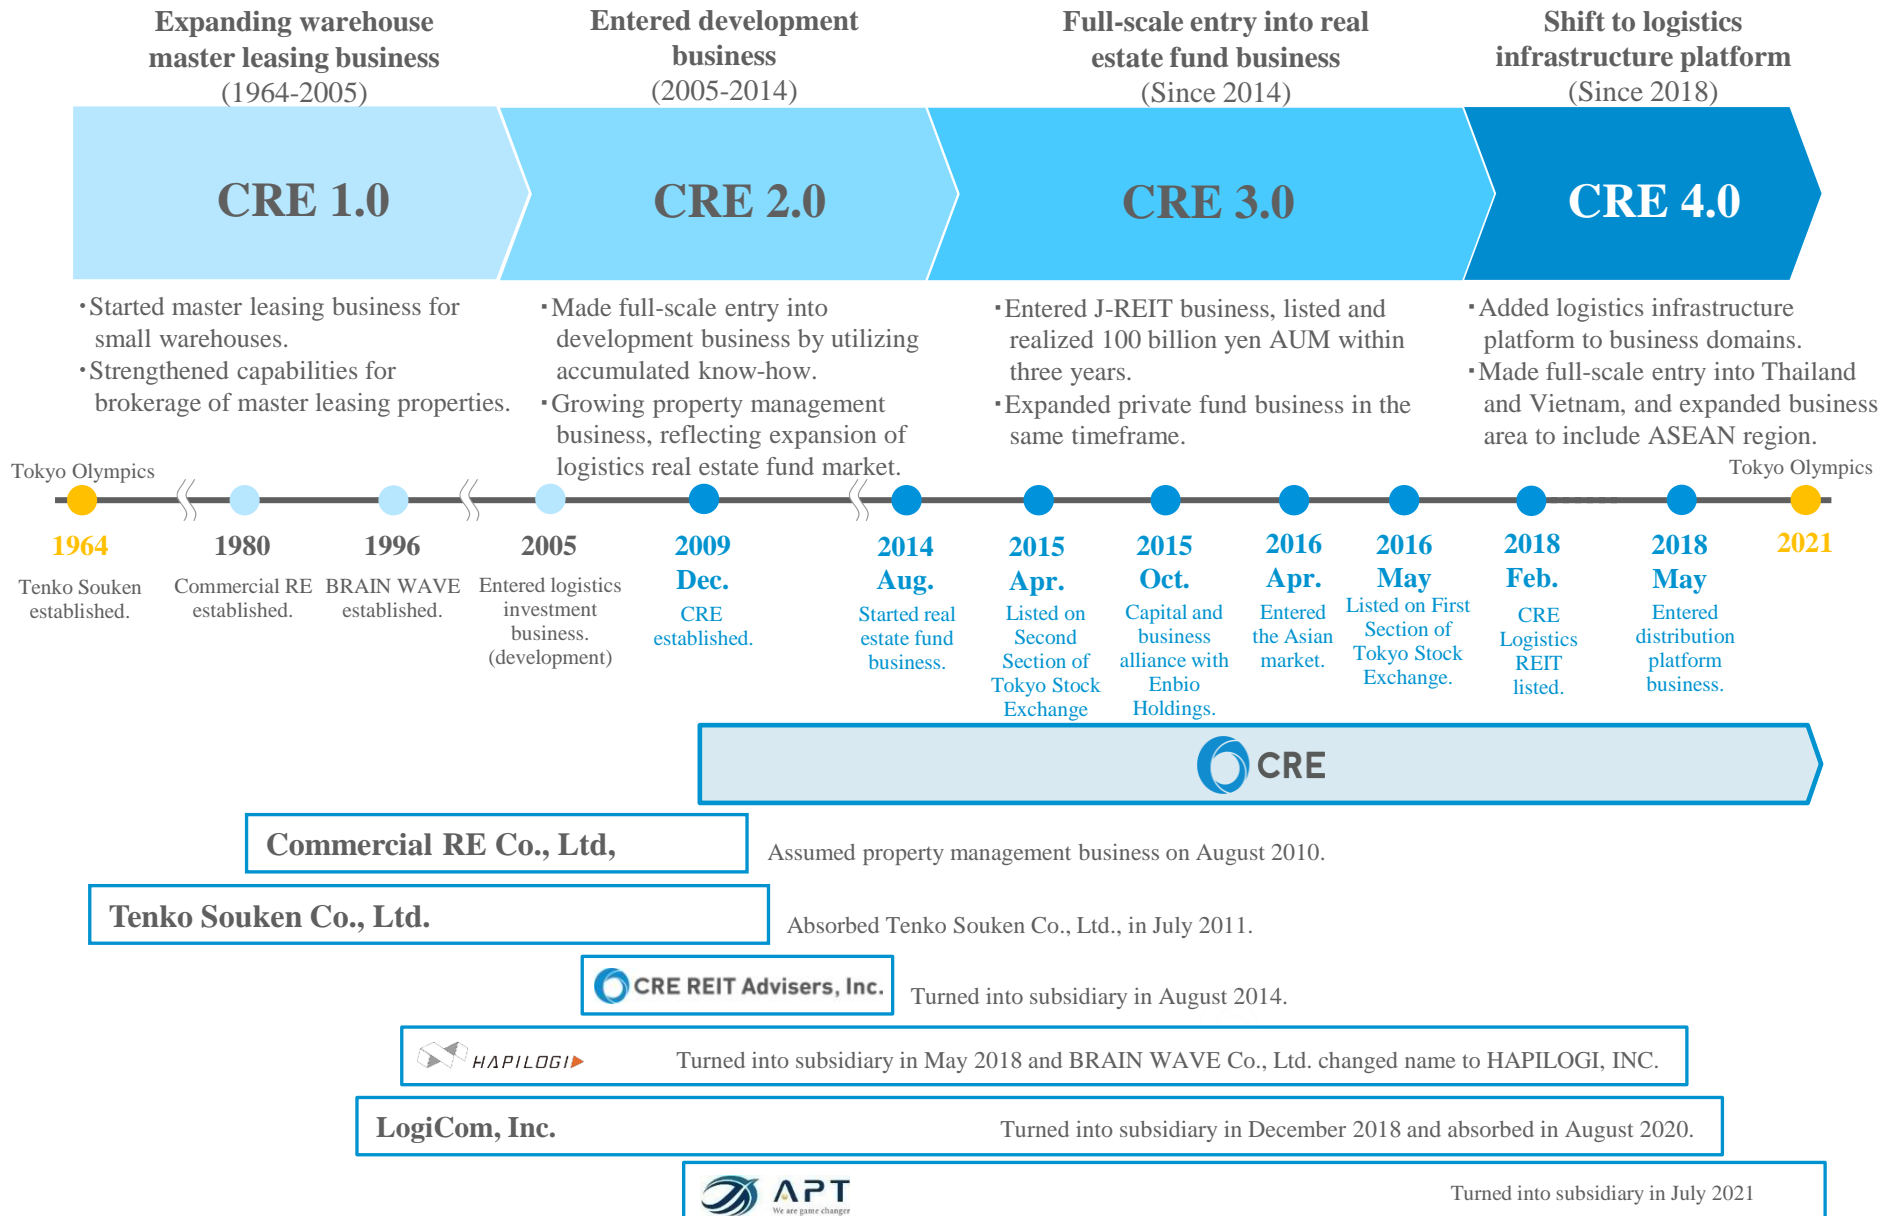 Expanding warehouse
master leasing business
(1964-2005)
Entered development
business
(2005-2014)
Full-scale entry into real
estate fund business
(Since 2014)
Shift to logistics
infrastructure platform
(Since 2018)
CRE 1.0
CRE 2.0
CRE 3.0
CRE 4.0
・Started master leasing business for
small warehouses.
・Strengthened capabilities for
brokerage of master leasing properties.
・Made full-scale entry into
development business by utilizing
accumulated know-how.
・Growing property management
business, reflecting expansion of
logistics real estate fund market.
・Entered J-REIT business, listed and
realized 100 billion yen AUM within
three years.
・Expanded private fund business in the
same timeframe.
・Added logistics infrastructure
platform to business domains.
・Made full-scale entry into Thailand
and Vietnam, and expanded business
area to include ASEAN region.
Tokyo Olympics
1964
Tenko Souken
established.
1980
Commercial RE
established.
1996
BRAIN WAVE
established.
2005
Entered logistics
investment
business.
(development)
2009
Dec.
CRE
established.
2014
Aug.
Started real
estate fund
business.
2015
Apr.
Listed on
Second
Section of
Tokyo Stock
Exchange
2015
Oct.
Capital and
business
alliance with
Enbio
Holdings.
2016
Apr.
Entered
the Asian
market.
2016
May
Listed on First
Section of
Tokyo Stock
Exchange.
2018
Feb.
CRE
Logistics
REIT
listed.
2018
May
Entered
distribution
platform
business.
Tokyo Olympics
2021
CRE
Commercial RE Co., Ltd,
Assumed property management business on August 2010.
Tenko Souken Co., Ltd.
Absorbed Tenko Souken Co., Ltd., in July 2011.
CRE REIT Advisers, Inc.
Turned into subsidiary in August 2014.
HAPILOGI
Turned into subsidiary in May 2018 and BRAIN WAVE Co., Ltd. changed name to HAPILOGI, INC.
LogiCom, Inc.
Turned into subsidiary in December 2018 and absorbed in August 2020.
APT
We are game changer
Turned into subsidiary in July 2021